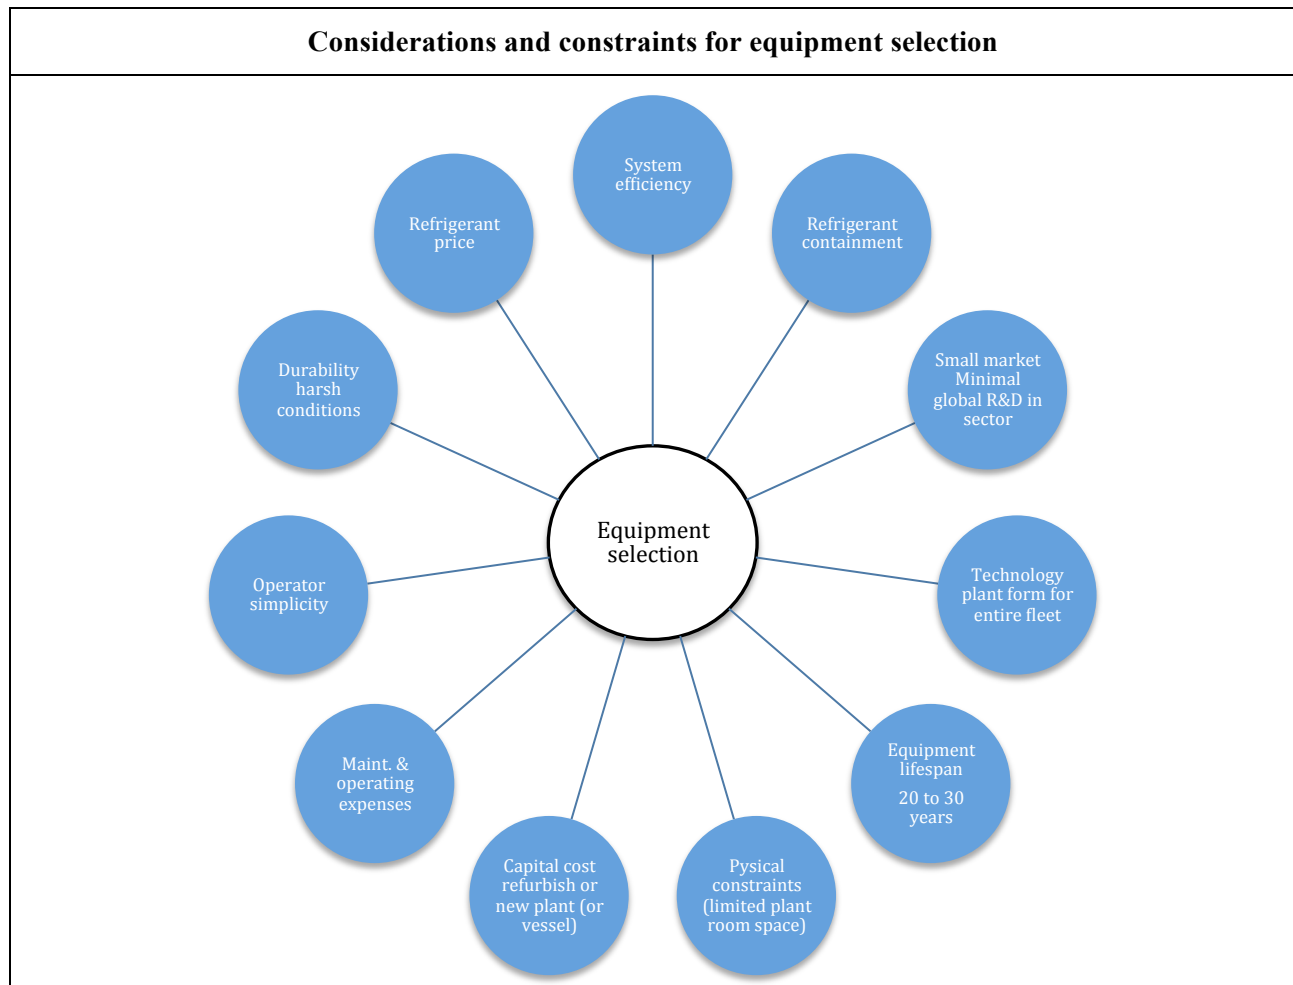 Considerations and constraints for equipment selection
System
efficiency
Refrigerant
containment
Small market
Minimal
global R&D in
sector
Technology
plant form for
entire fleet
Equipment
lifespan
20 to 30
years
Pysical
constraints
(limited plant
room space)
Capital cost
refurbish or
new plant (or
vessel)
Maint. &
operating
expenses
Operator
simplicity
Durability
harsh
conditions
Refrigerant
price
Equipment
selection